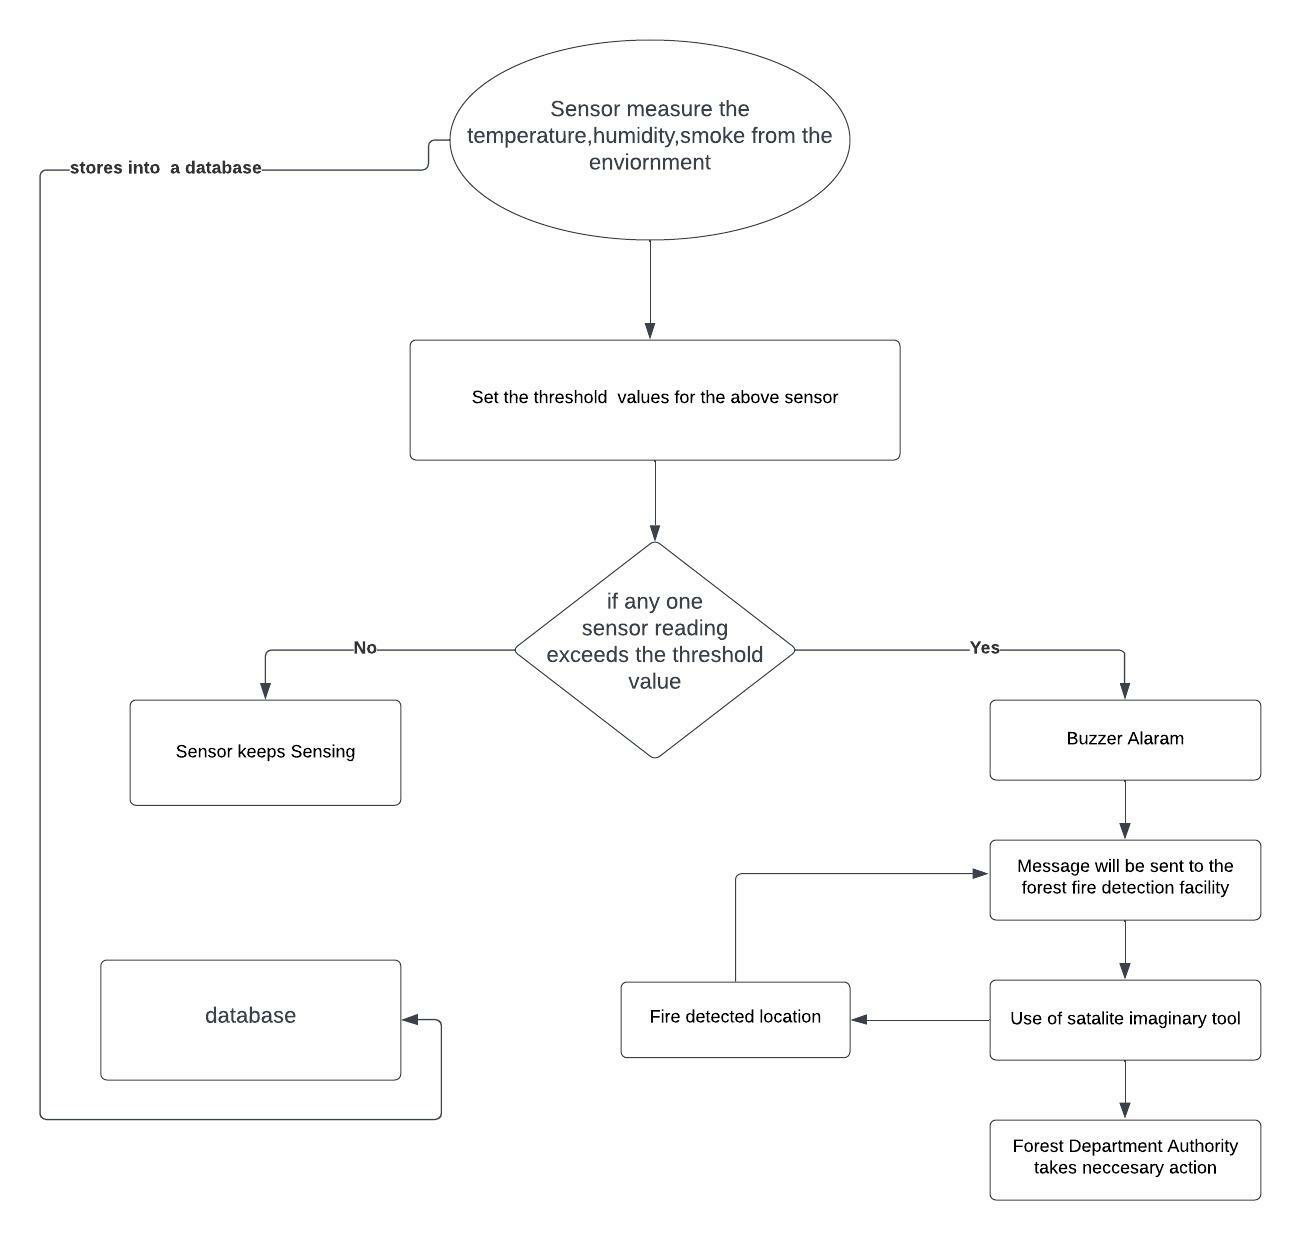 Sensor measure the
temperature,humidity,smoke from the
enviornment
stores into  a database
Set the threshold  values for the above sensor
if any one
sensor reading
exceeds the threshold
value
No
Yes
Sensor keeps Sensing
Buzzer Alaram
Message will be sent to the
forest fire detection facility
database
Fire detected location
Use of satalite imaginary tool
Forest Department Authority
takes neccesary action